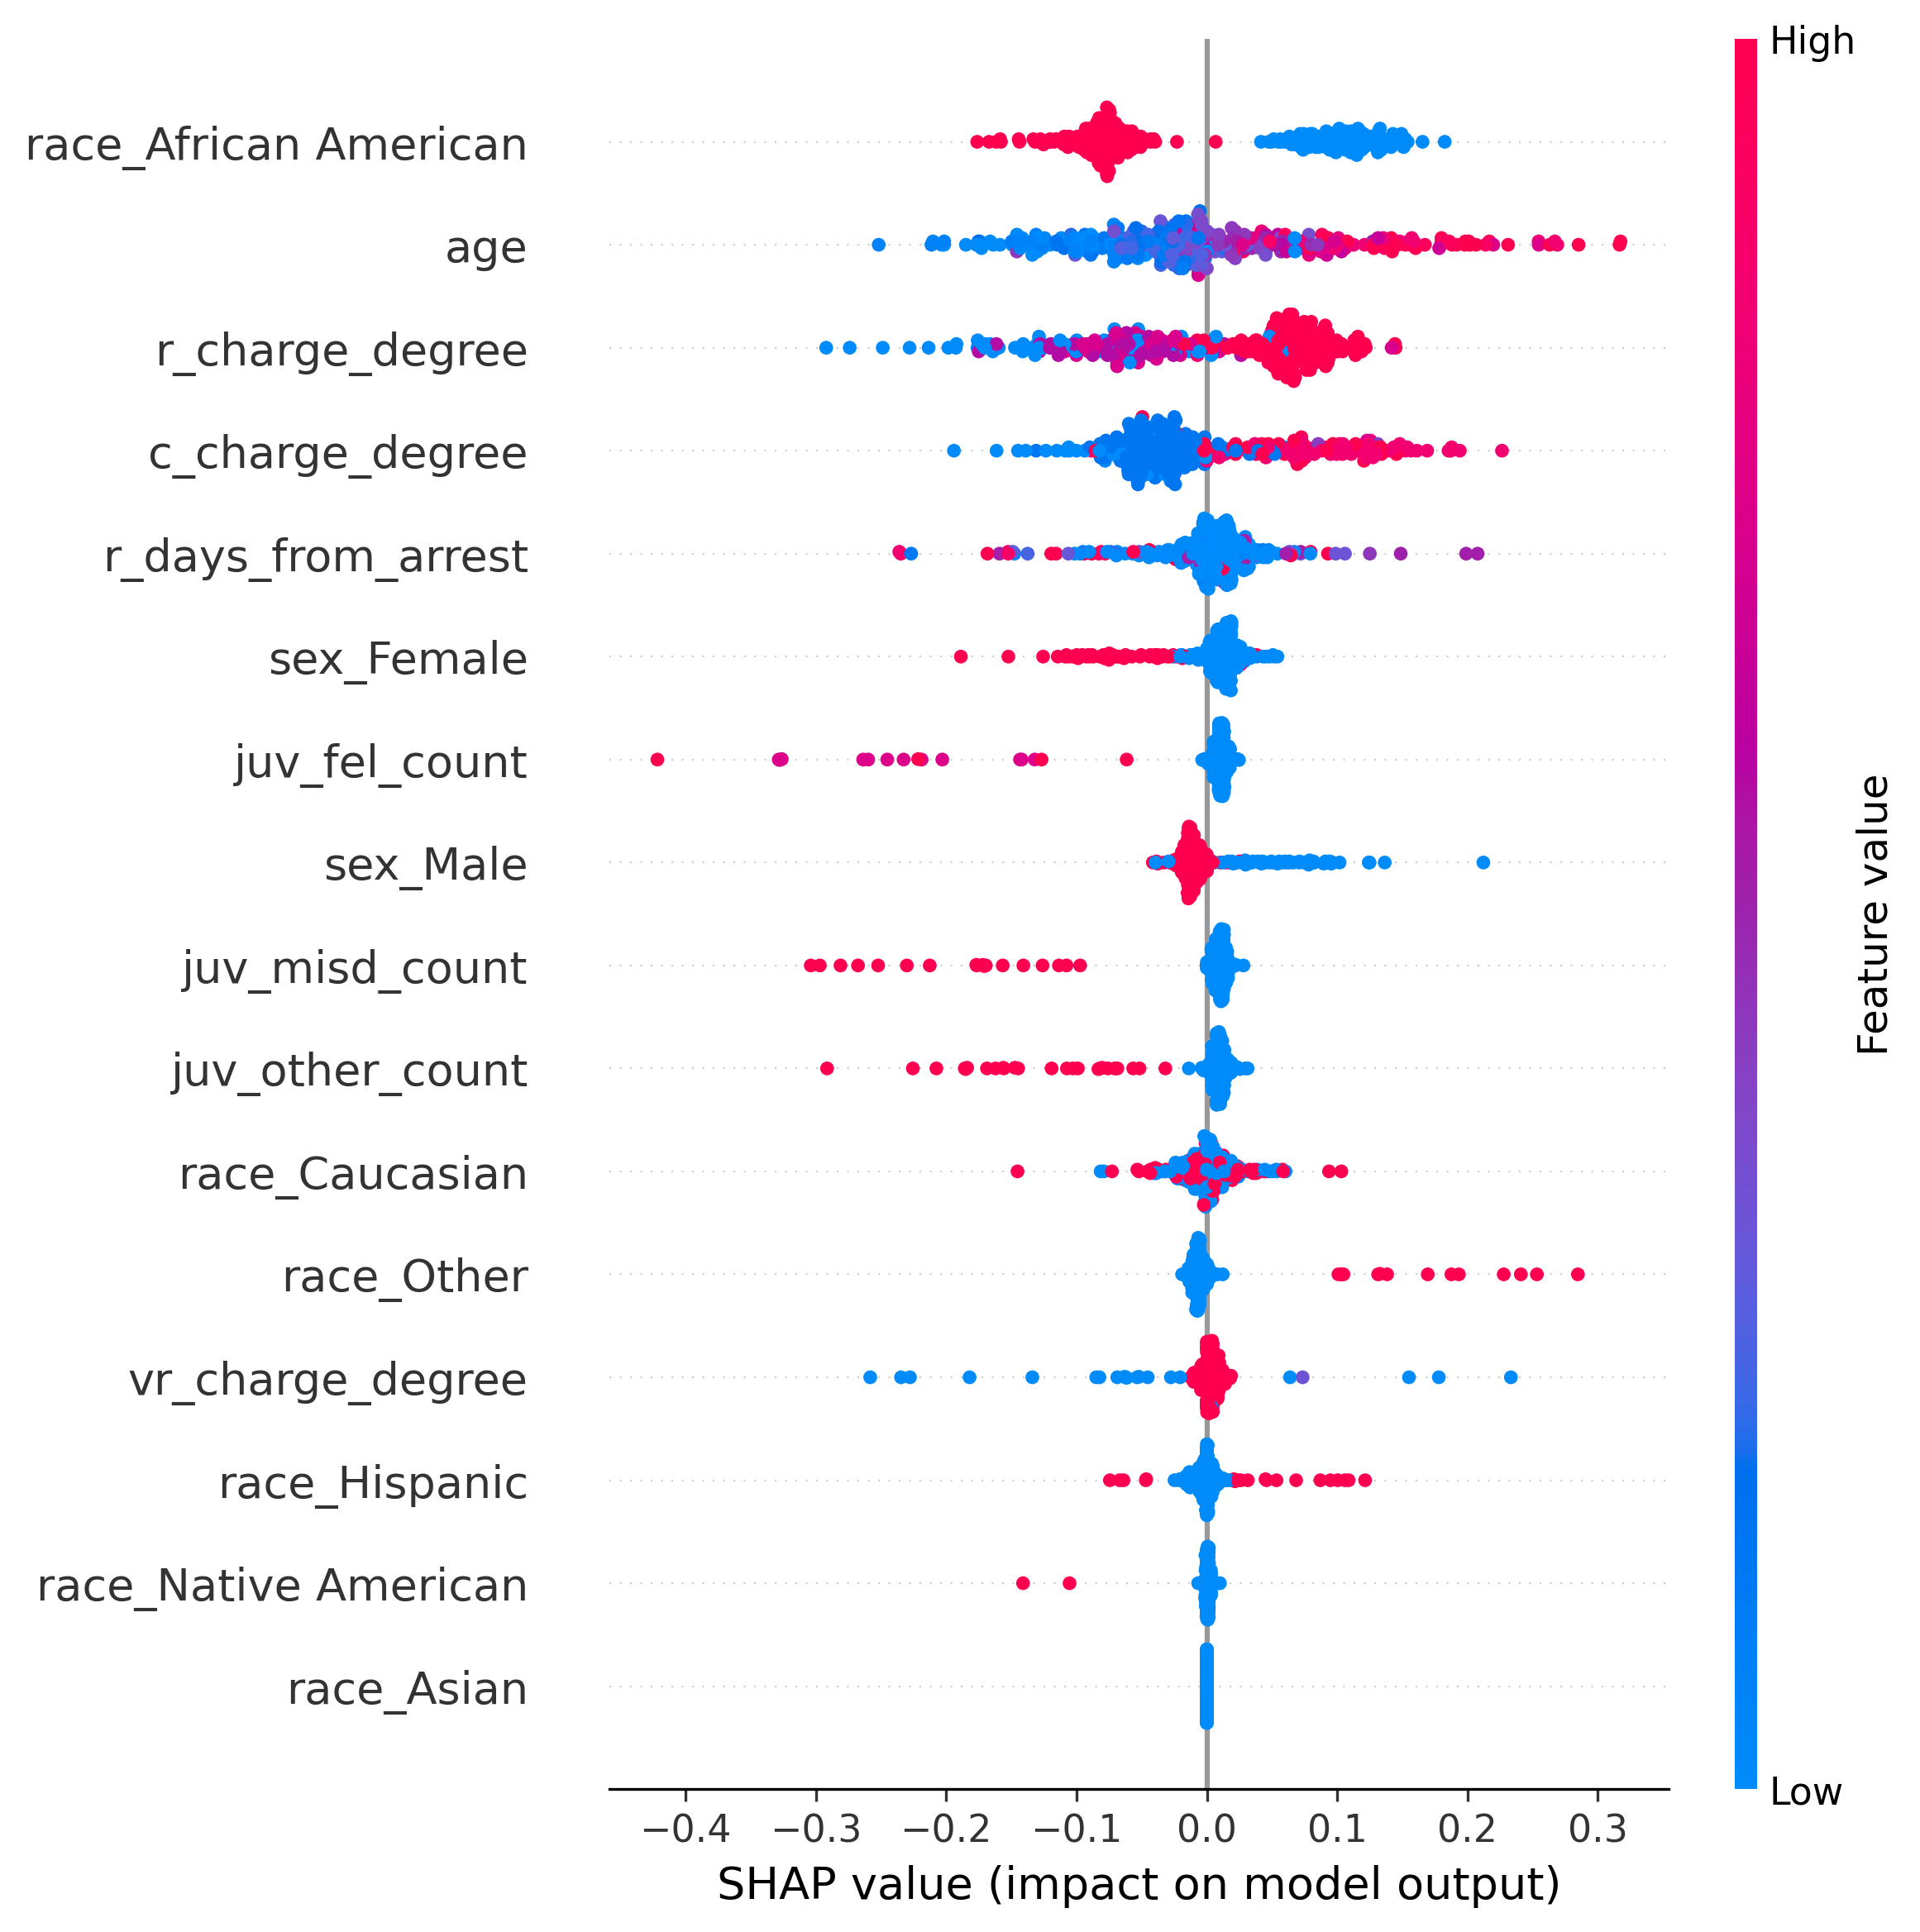 High
race_African American
age
r_charge_degree
c_charge_degree
r_days_from_arrest
sex_Female
juv_fel_count
sex_Male
juv_misd_count
juv_other_count
race_Caucasian
race_Other
vr_charge_degree
race_Hispanic
race_Native American
race_Asian
Feature value
Low
−0.4 −0.3 −0.2 −0.1 0.0 0.1 0.2 0.3
SHAP value (impact on model output)